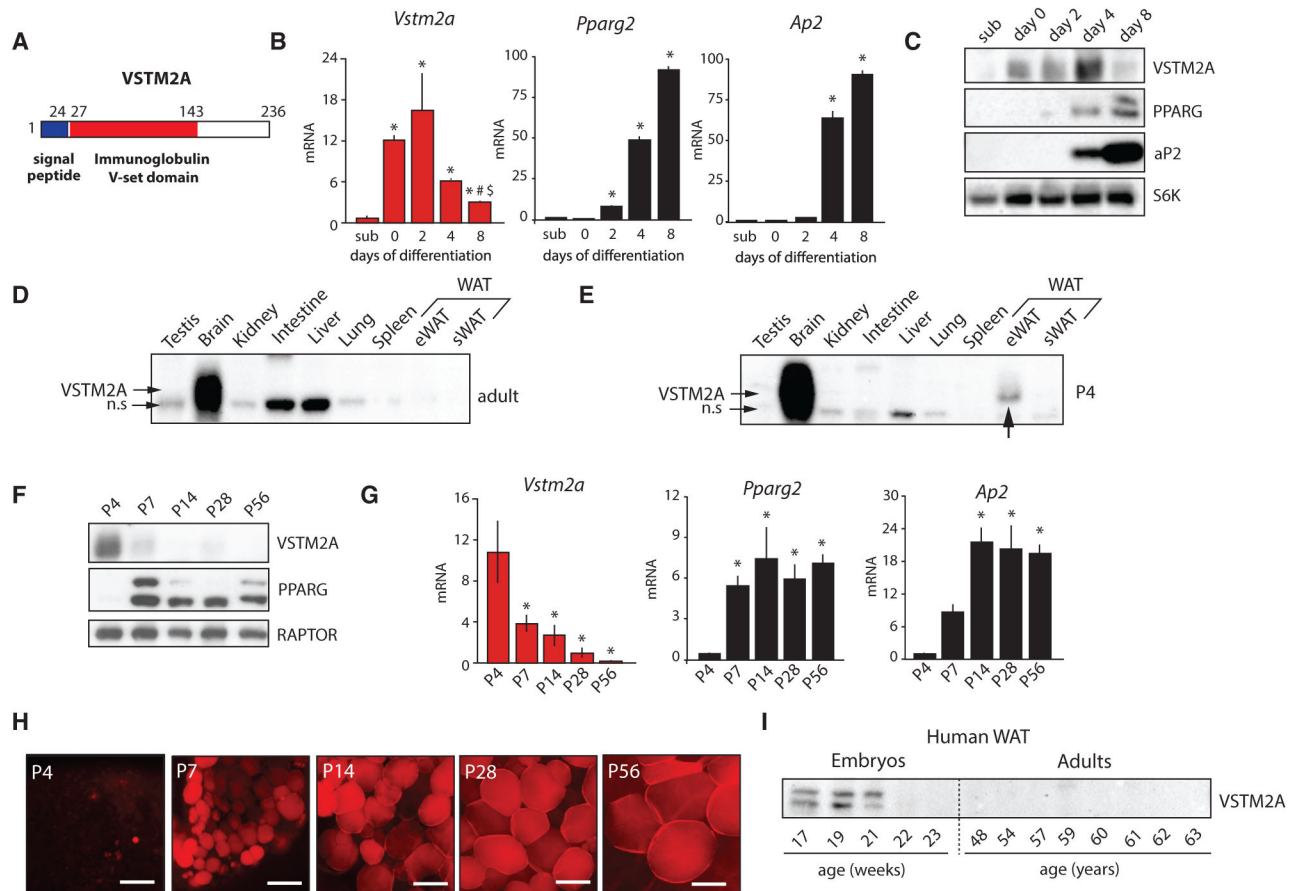 A
VSTM2A
24 27 143 236
1
signal peptide
Immunoglobulin V-set domain
B
Vstm2a
mRNA
24
18
12
6
0
* * * * # $
sub 0 2 4 8
days of differentiation
Pparg2
mRNA
100
75
50
25
0
* * *
sub 0 2 4 8
days of differentiation
Ap2
mRNA
100
75
50
25
0
* *
sub 0 2 4 8
days of differentiation
C
sub day 0 day 2 day 4 day 8
VSTM2A
PPARG
aP2
S6K
D
WAT
Testis Brain Kidney Intestine Liver Lung Spleen eWAT sWAT
VSTM2A
n.s
adult
E
WAT
Testis Brain Kidney Intestine Liver Lung Spleen eWAT sWAT
VSTM2A
n.s
P4
F
P4 P7 P14 P28 P56
VSTM2A
PPARG
RAPTOR
G
Vstm2a
mRNA
16
12
8
4
0
* * * *
P4 P7 P14 P28 P56
Pparg2
mRNA
12
9
6
3
0
* * * *
P4 P7 P14 P28 P56
Ap2
mRNA
30
24
18
12
6
0
* * *
P4 P7 P14 P28 P56
H
P4 P7 P14 P28 P56
I
Human WAT
Embryos Adults
VSTM2A
17 19 21 22 23 48 54 57 59 60 61 62 63
age (weeks) age (years)